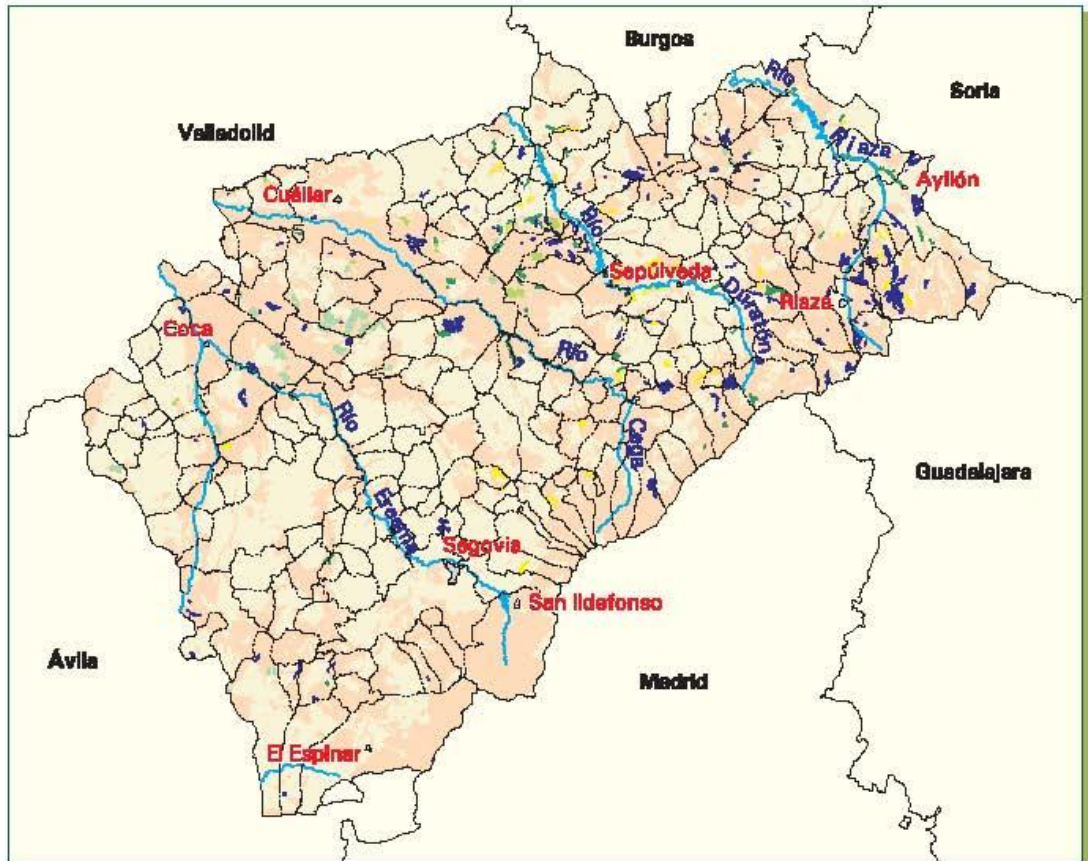 Burgos
Soria
Valladolid
Río
Riaza
Ayllón
Cuéllar
Río
Sepúlveda
Duratón
Riaza
Coca
Río
Río
Cega
Guadalajara
Eresma
Segovia
San Ildefonso
Ávila
Madrid
El Espinar